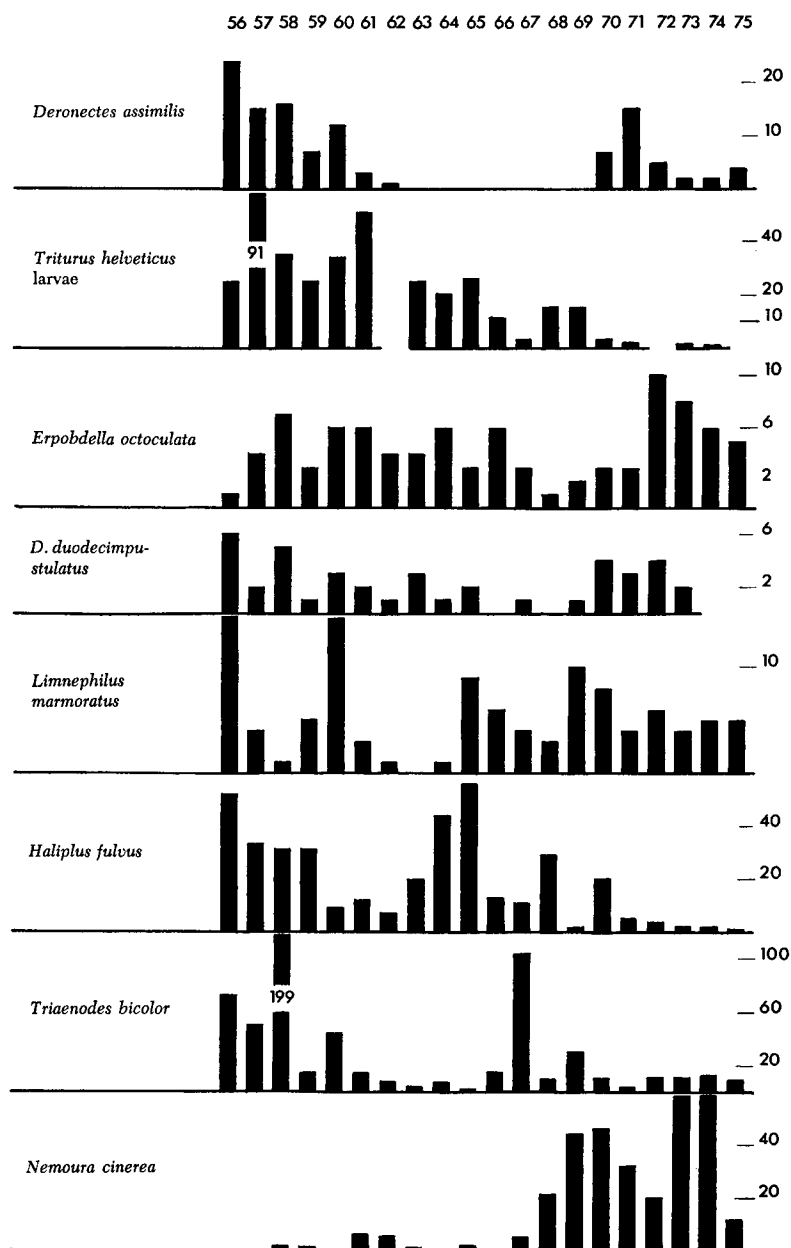 56 57 58 59 60 61 62 63 64 65 66 67 68 69 70 71 72 73 74 75
20
Deronectes assimilis
10
40
91
Triturus helveticus
larvae
20
10
10
Erpobdella octoculata
6
2
6
D. duodecimpu-
stulatus
2
10
Limnephilus
marmoratus
40
Haliplus fulvus
20
100
199
Triaenodes bicolor
60
20
40
Nemoura cinerea
20